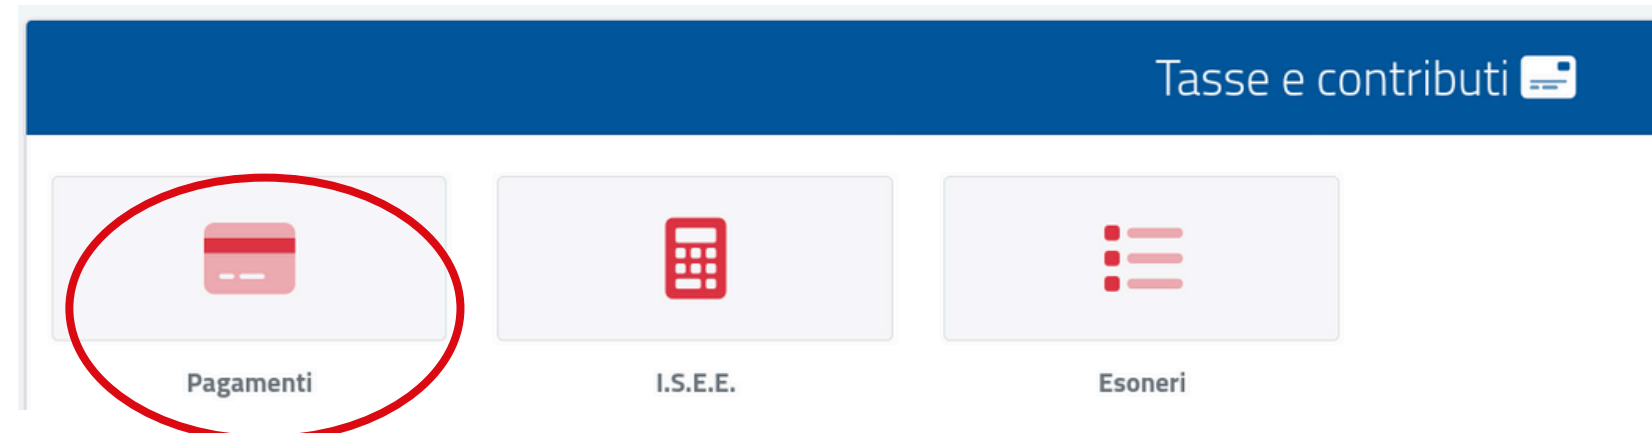 Tasse e contributi
Pagamenti
I.S.E.E.
Esoneri